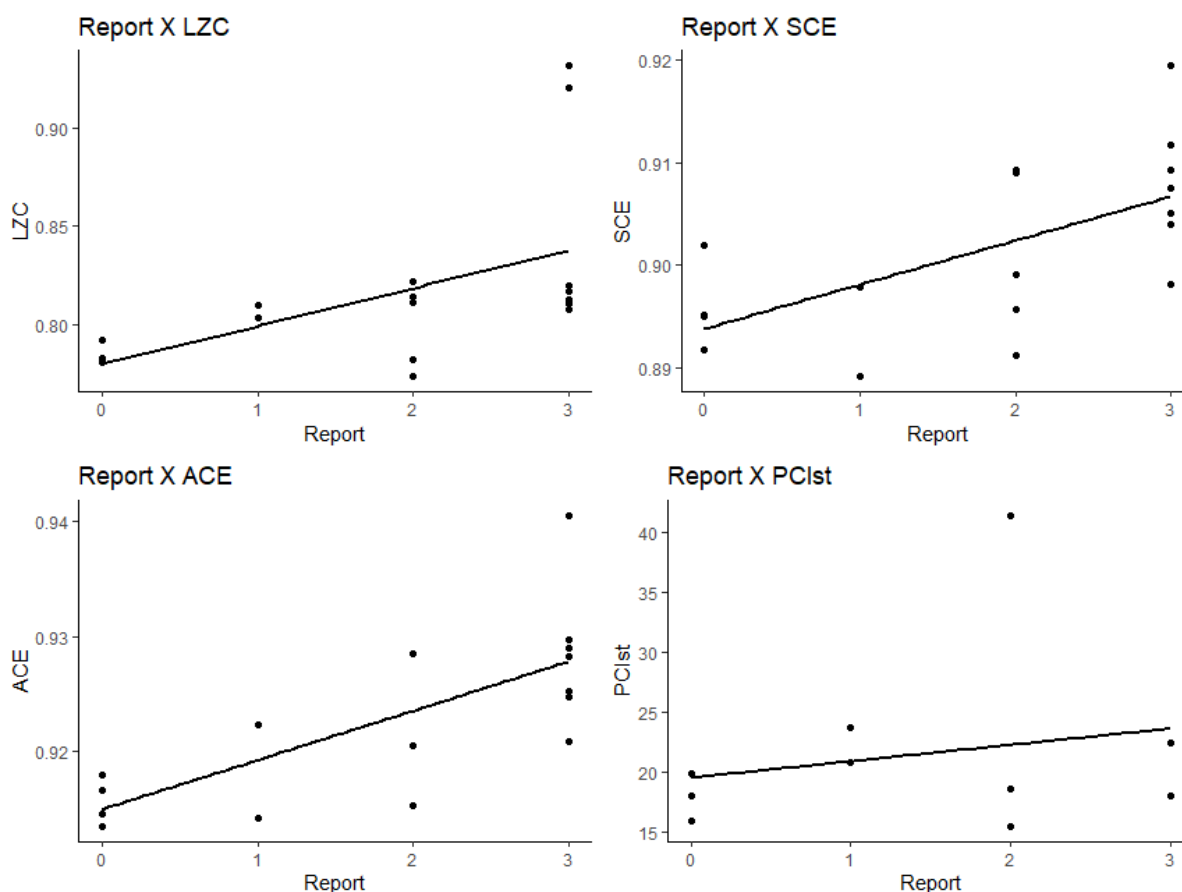 Report X LZC
LZC
0.90
0.85
0.80
0 1 2 3
Report
Report X SCE
SCE
0.92
0.91
0.90
0.89
0 1 2 3
Report
Report X ACE
ACE
0.94
0.93
0.92
0 1 2 3
Report
Report X PCIst
PCIst
40
35
30
25
20
15
0 1 2 3
Report